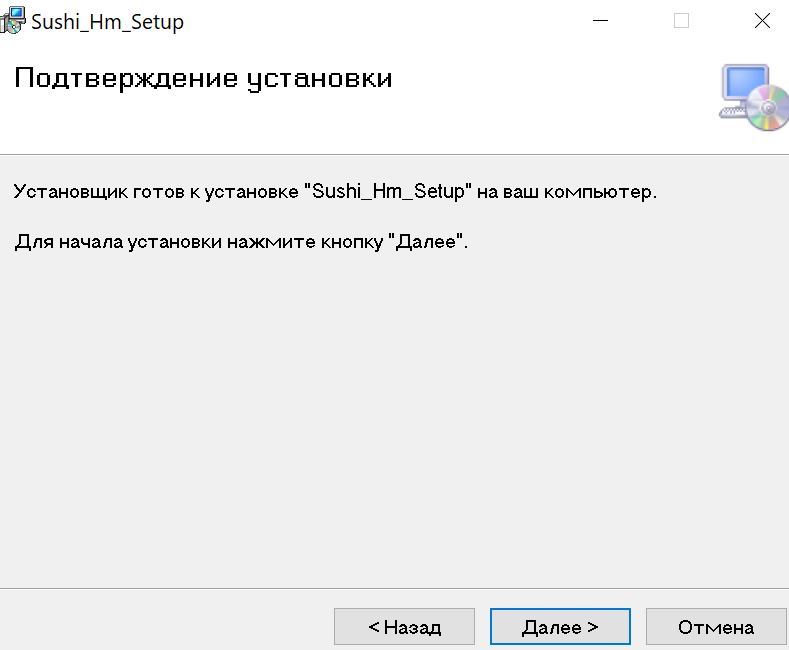 Sushi_Hm_Setup
Подтверждение установки
Установщик готов к установке "Sushi_Hm_Setup" на ваш компьютер.
Для начала установки нажмите кнопку "Далее".
< Назад
Далее >
Отмена